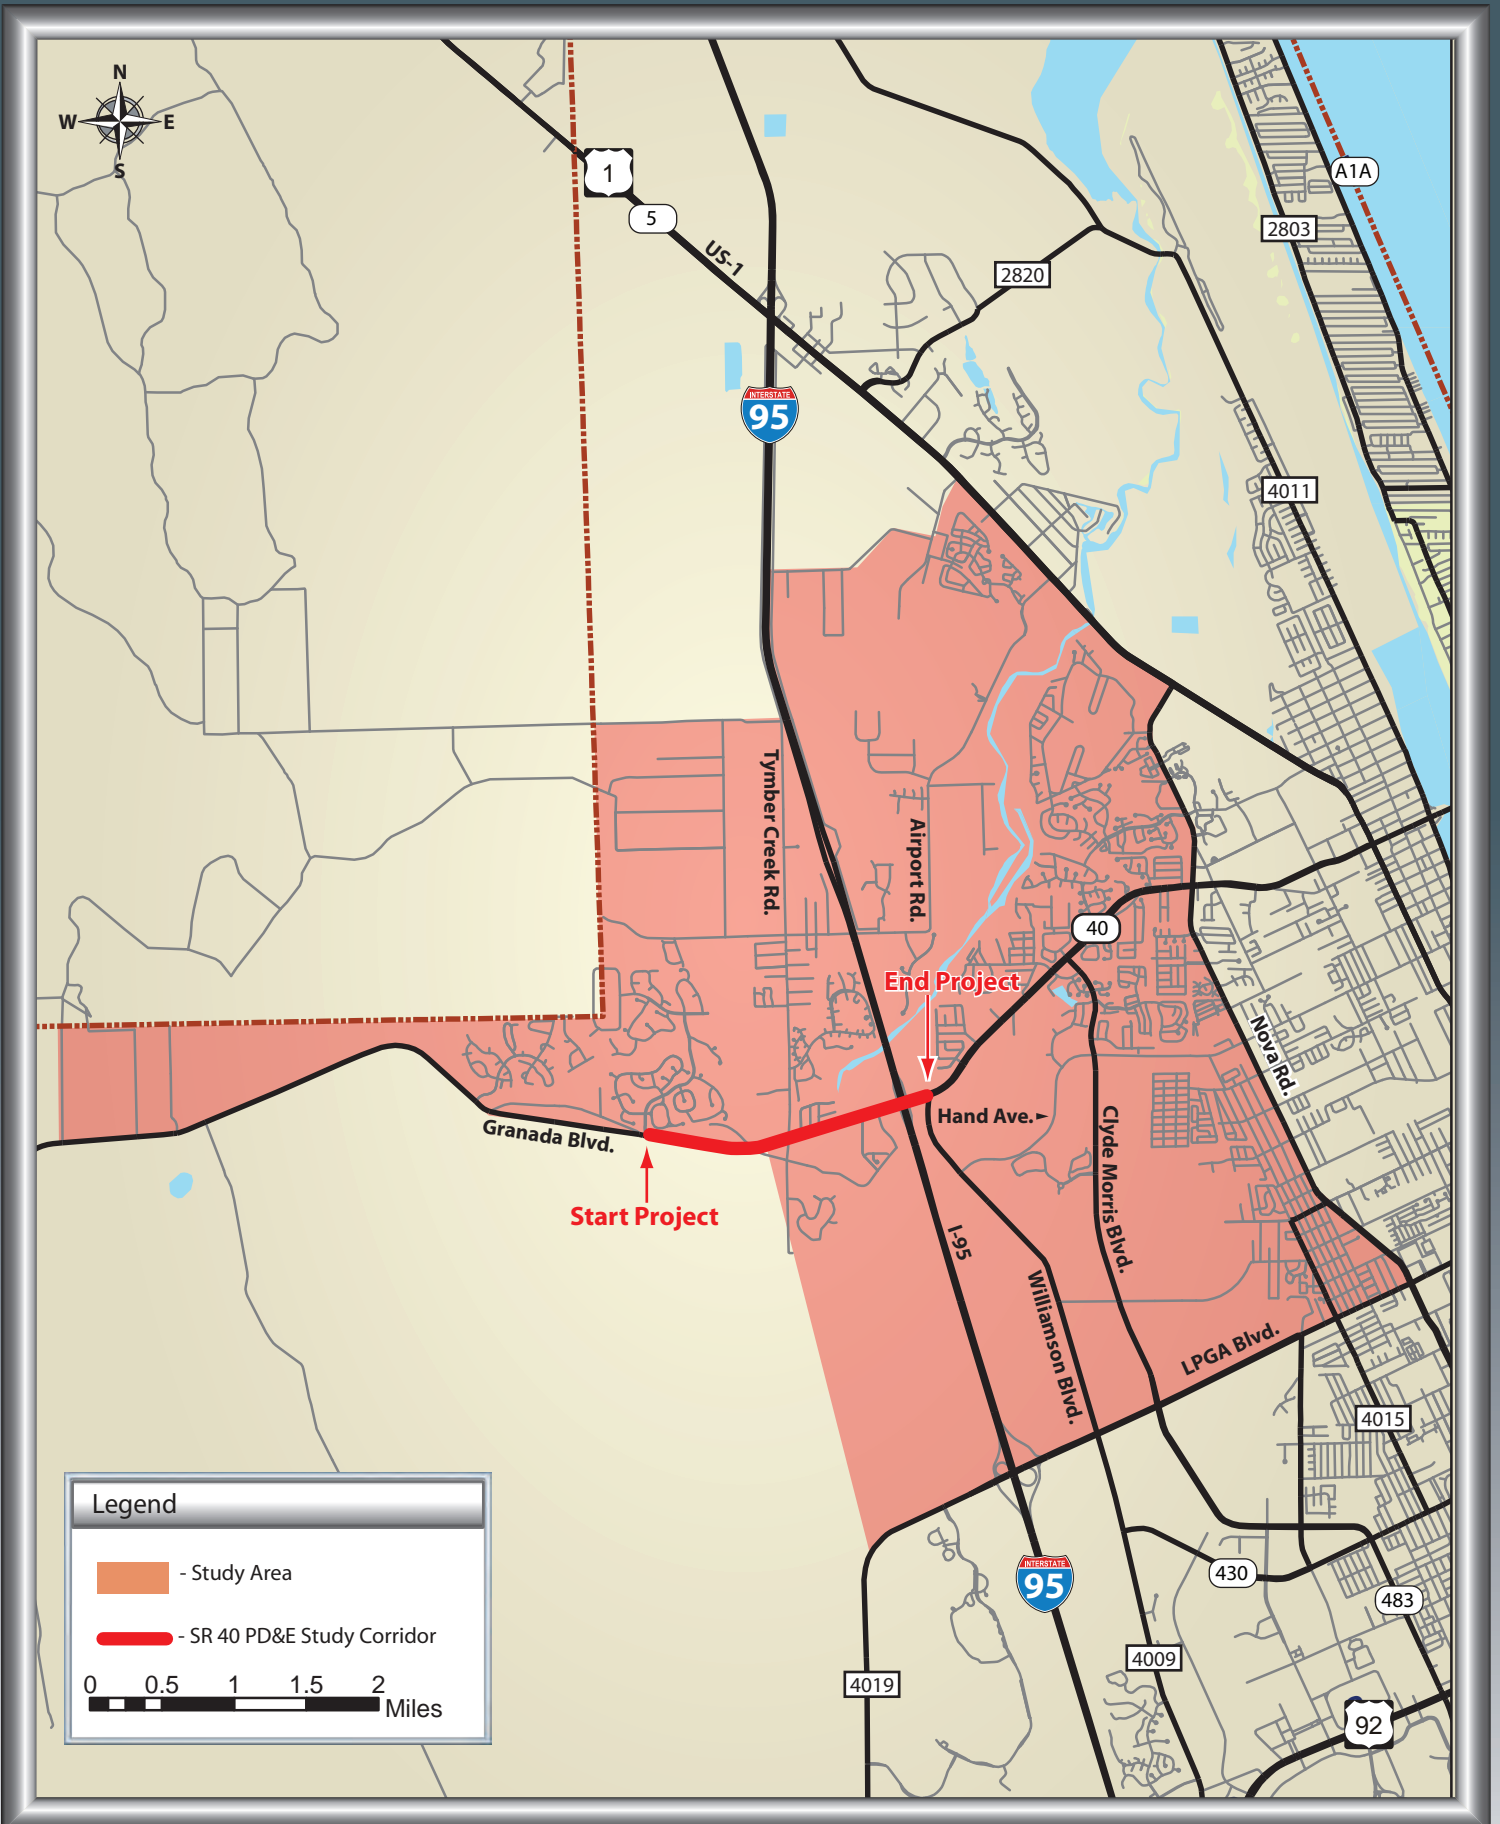 N
W E
S
1
5
US-1
A1A
2803
2820
INTERSTATE
95
4011
Tymber Creek Rd.
Airport Rd.
40
End Project
Nova Rd.
Hand Ave.
Granada Blvd.
Clyde Morris Blvd.
Start Project
I-95
Williamson Blvd.
LPGA Blvd.
4015
Legend
- Study Area
- SR 40 PD&E Study Corridor
0 0.5 1 1.5 2
Miles
INTERSTATE
95
430
483
4009
4019
92